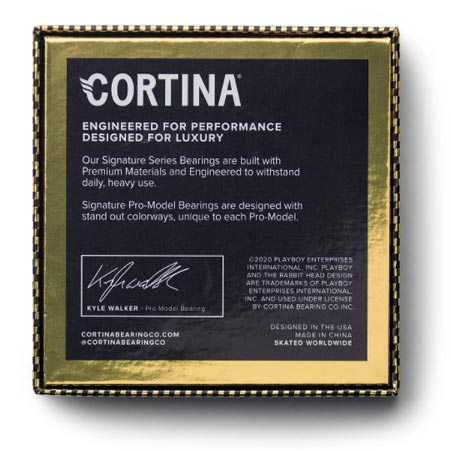 CORTINA®
ENGINEERED FOR PERFORMANCE
DESIGNED FOR LUXURY
Our Signature Series Bearings are built with
Premium Materials and Engineered to withstand
daily, heavy use.
Signature Pro-Model Bearings are designed with
stand out colorways, unique to each Pro-Model.
KYLE WALKER - Pro Model Bearing
CORTINABEARINGCO.COM
@CORTINABEARINGCO
©2020 PLAYBOY ENTERPRISES
INTERNATIONAL, INC. PLAYBOY
AND THE RABBIT HEAD DESIGN
ARE TRADEMARKS OF PLAYBOY
ENTERPRISES INTERNATIONAL,
INC. AND USED UNDER LICENSE
BY CORTINA BEARING CO INC.
DESIGNED IN THE USA
MADE IN CHINA
SKATED WORLDWIDE